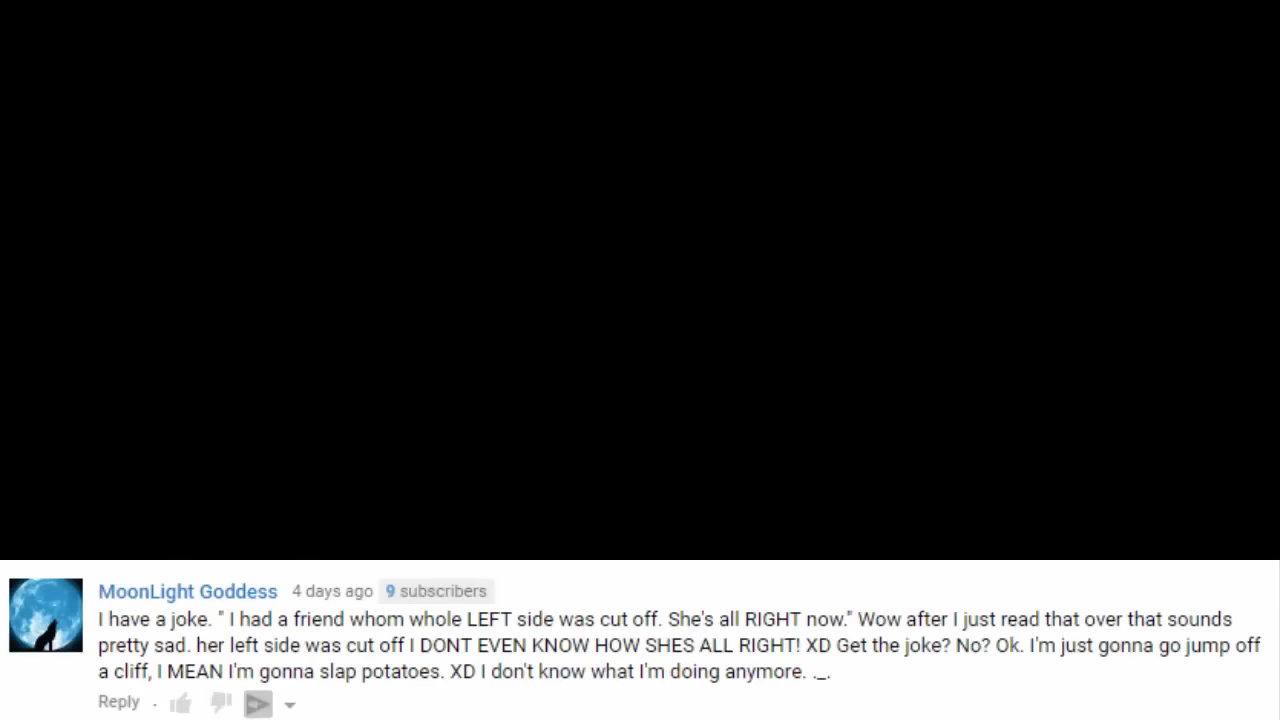 MoonLight Goddess 4 days ago 9 subscribers
I have a joke. " I had a friend whom whole LEFT side was cut off. She's all RIGHT now." Wow after I just read that over that sounds
pretty sad. her left side was cut off I DONT EVEN KNOW HOW SHES ALL RIGHT! XD Get the joke? No? Ok. I'm just gonna go jump off
a cliff, I MEAN I'm gonna slap potatoes. XD I don't know what I'm doing anymore. ._.
Reply ·